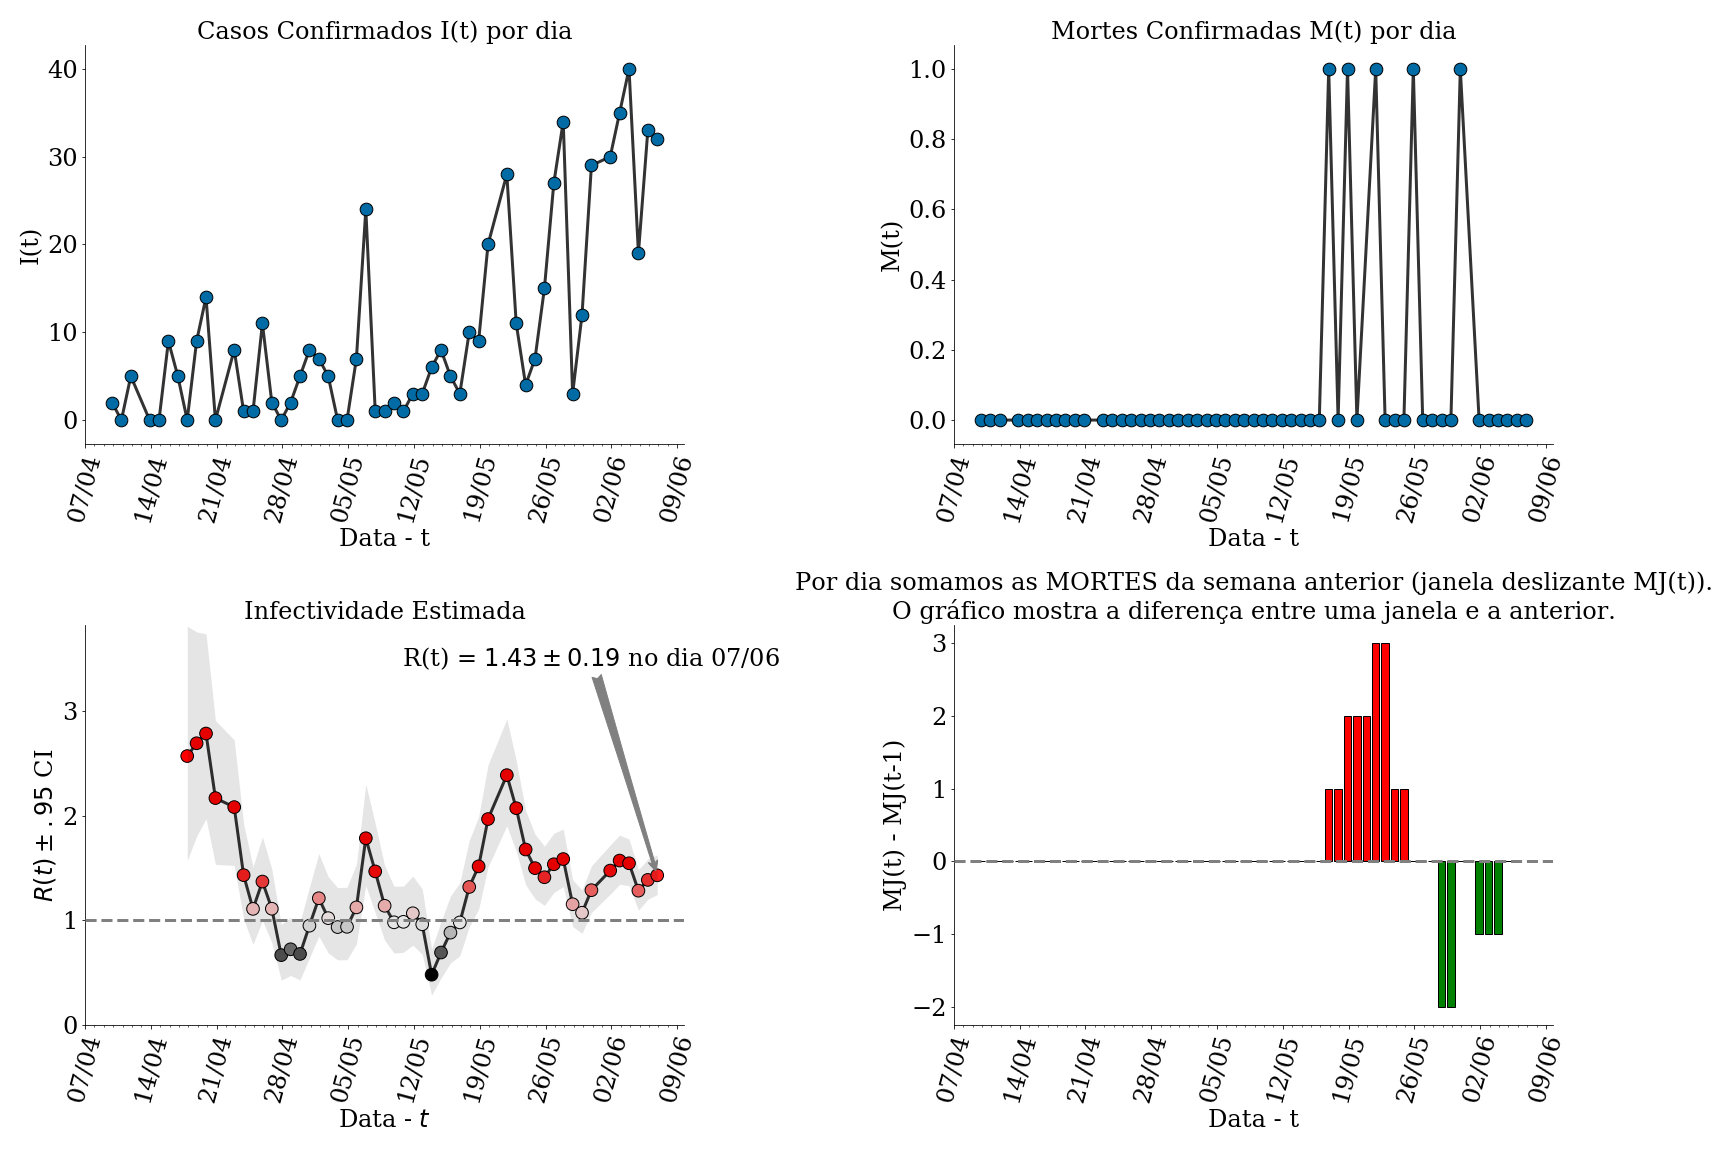 Casos Confirmados I(t) por dia
I(t)
40
30
20
10
0
07/04 14/04 21/04 28/04 05/05 12/05 19/05 26/05 02/06 09/06
Data - t
Mortes Confirmadas M(t) por dia
M(t)
1.0
0.8
0.6
0.4
0.2
0.0
07/04 14/04 21/04 28/04 05/05 12/05 19/05 26/05 02/06 09/06
Data - t
Infectividade Estimada
R(t) = 1.43 ± 0.19 no dia 07/06
R(t) ± .95 CI
3
2
1
0
07/04 14/04 21/04 28/04 05/05 12/05 19/05 26/05 02/06 09/06
Data - t
Por dia somamos as MORTES da semana anterior (janela deslizante MJ(t)).
O gráfico mostra a diferença entre uma janela e a anterior.
MJ(t) - MJ(t-1)
3
2
1
0
−1
−2
07/04 14/04 21/04 28/04 05/05 12/05 19/05 26/05 02/06 09/06
Data - t